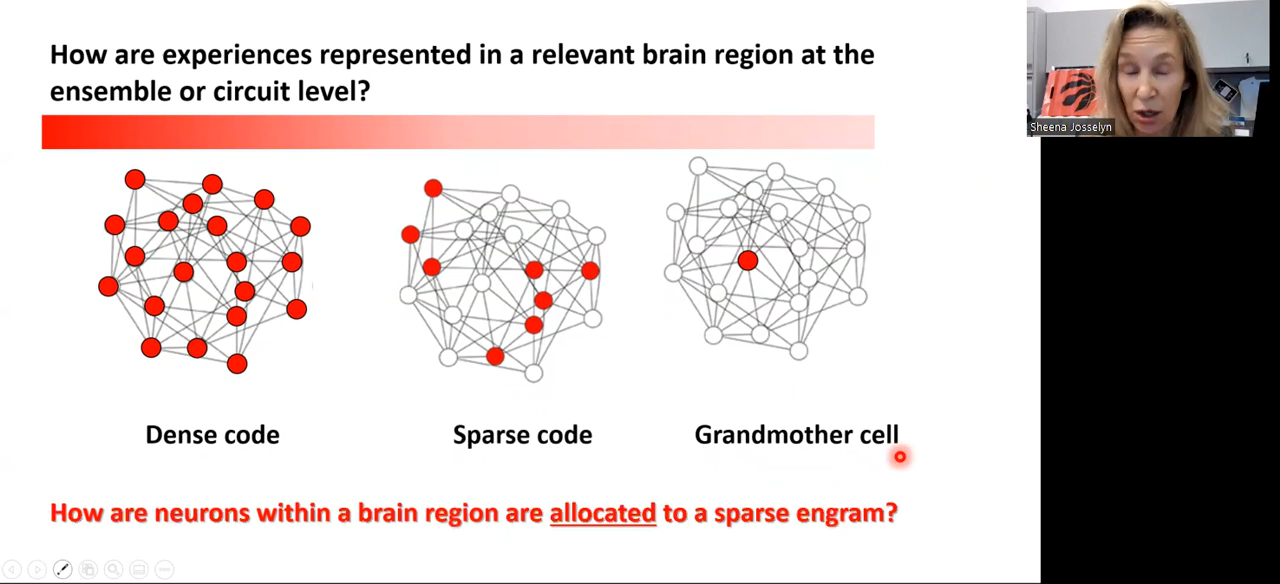 How are experiences represented in a relevant brain region at the
ensemble or circuit level?
Sheena Josselyn
Dense code
Sparse code
Grandmother cell
How are neurons within a brain region are allocated to a sparse engram?